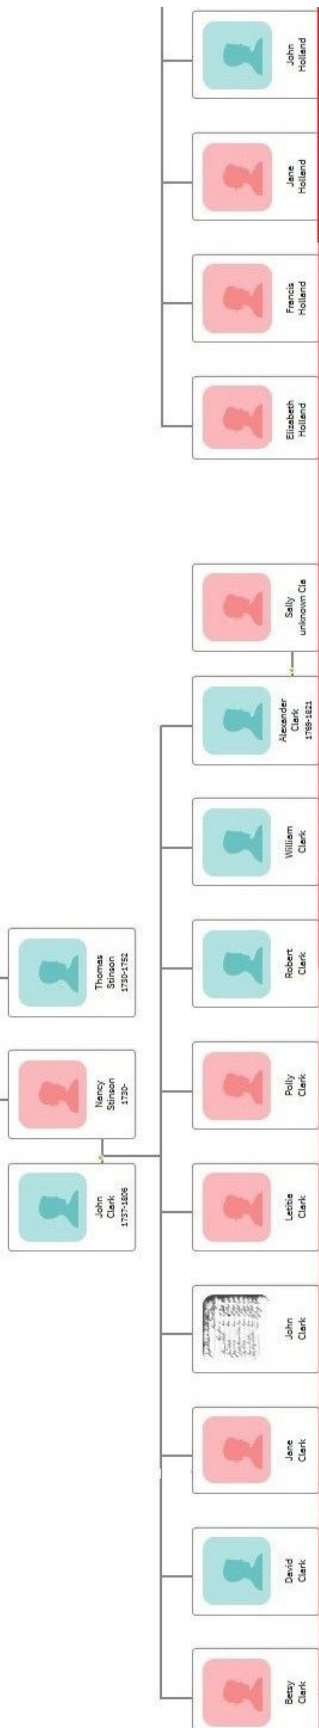 John
Holland
Jane
Holland
Francis
Holland
Elizabeth
Holland
Sally
unknown Cla
Alexander
Clark
1769-1821
William
Clark
Robert
Clark
Thomas
Stinson
1730-1752
Polly
Clark
Nancy
Stinson
1730-
Letitia
Clark
John
Clark
1737-1806
John
Clark
Jane
Clark
David
Clark
Betsy
Clark